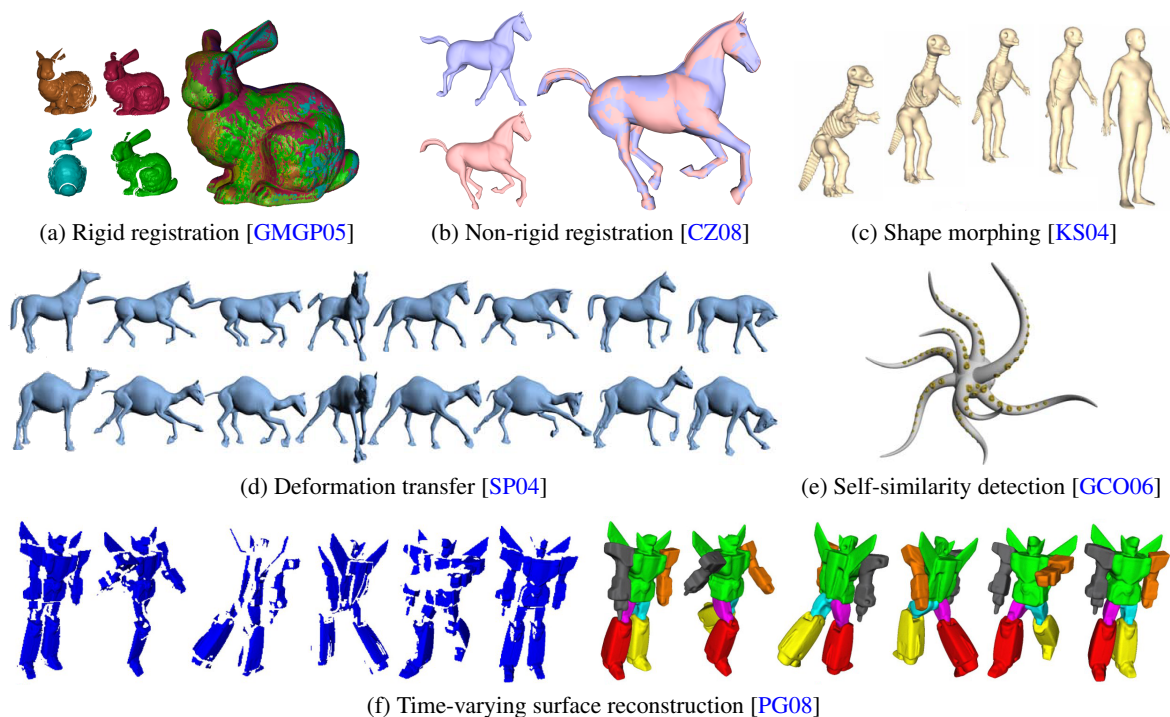 (a) Rigid registration [GMGP05]
(b) Non-rigid registration [CZ08]
(c) Shape morphing [KS04]
(d) Deformation transfer [SP04]
(e) Self-similarity detection [GCO06]
(f) Time-varying surface reconstruction [PG08]